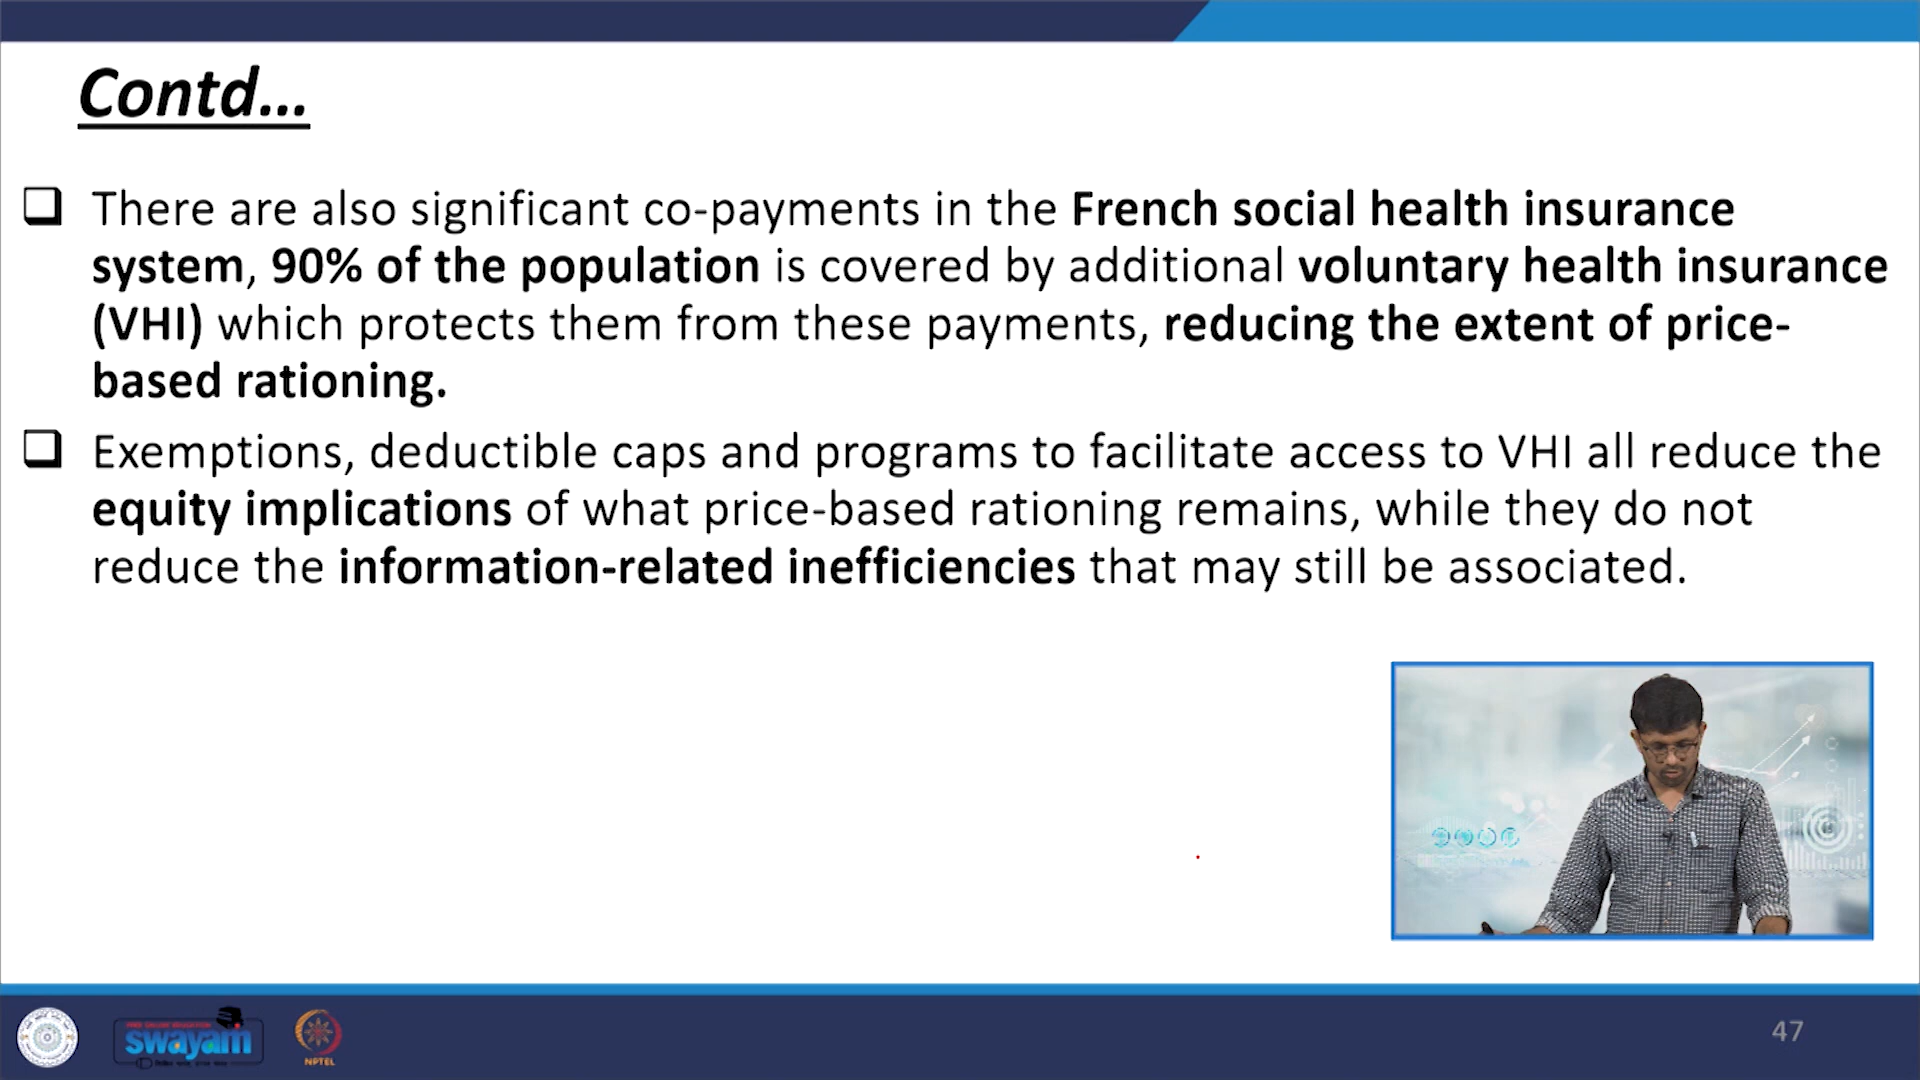 Contd...
There are also significant co-payments in the French social health insurance
system, 90% of the population is covered by additional voluntary health insurance
(VHI) which protects them from these payments, reducing the extent of price-
based rationing.
Exemptions, deductible caps and programs to facilitate access to VHI all reduce the
equity implications of what price-based rationing remains, while they do not
reduce the information-related inefficiencies that may still be associated.
swayam
NPTEL
47